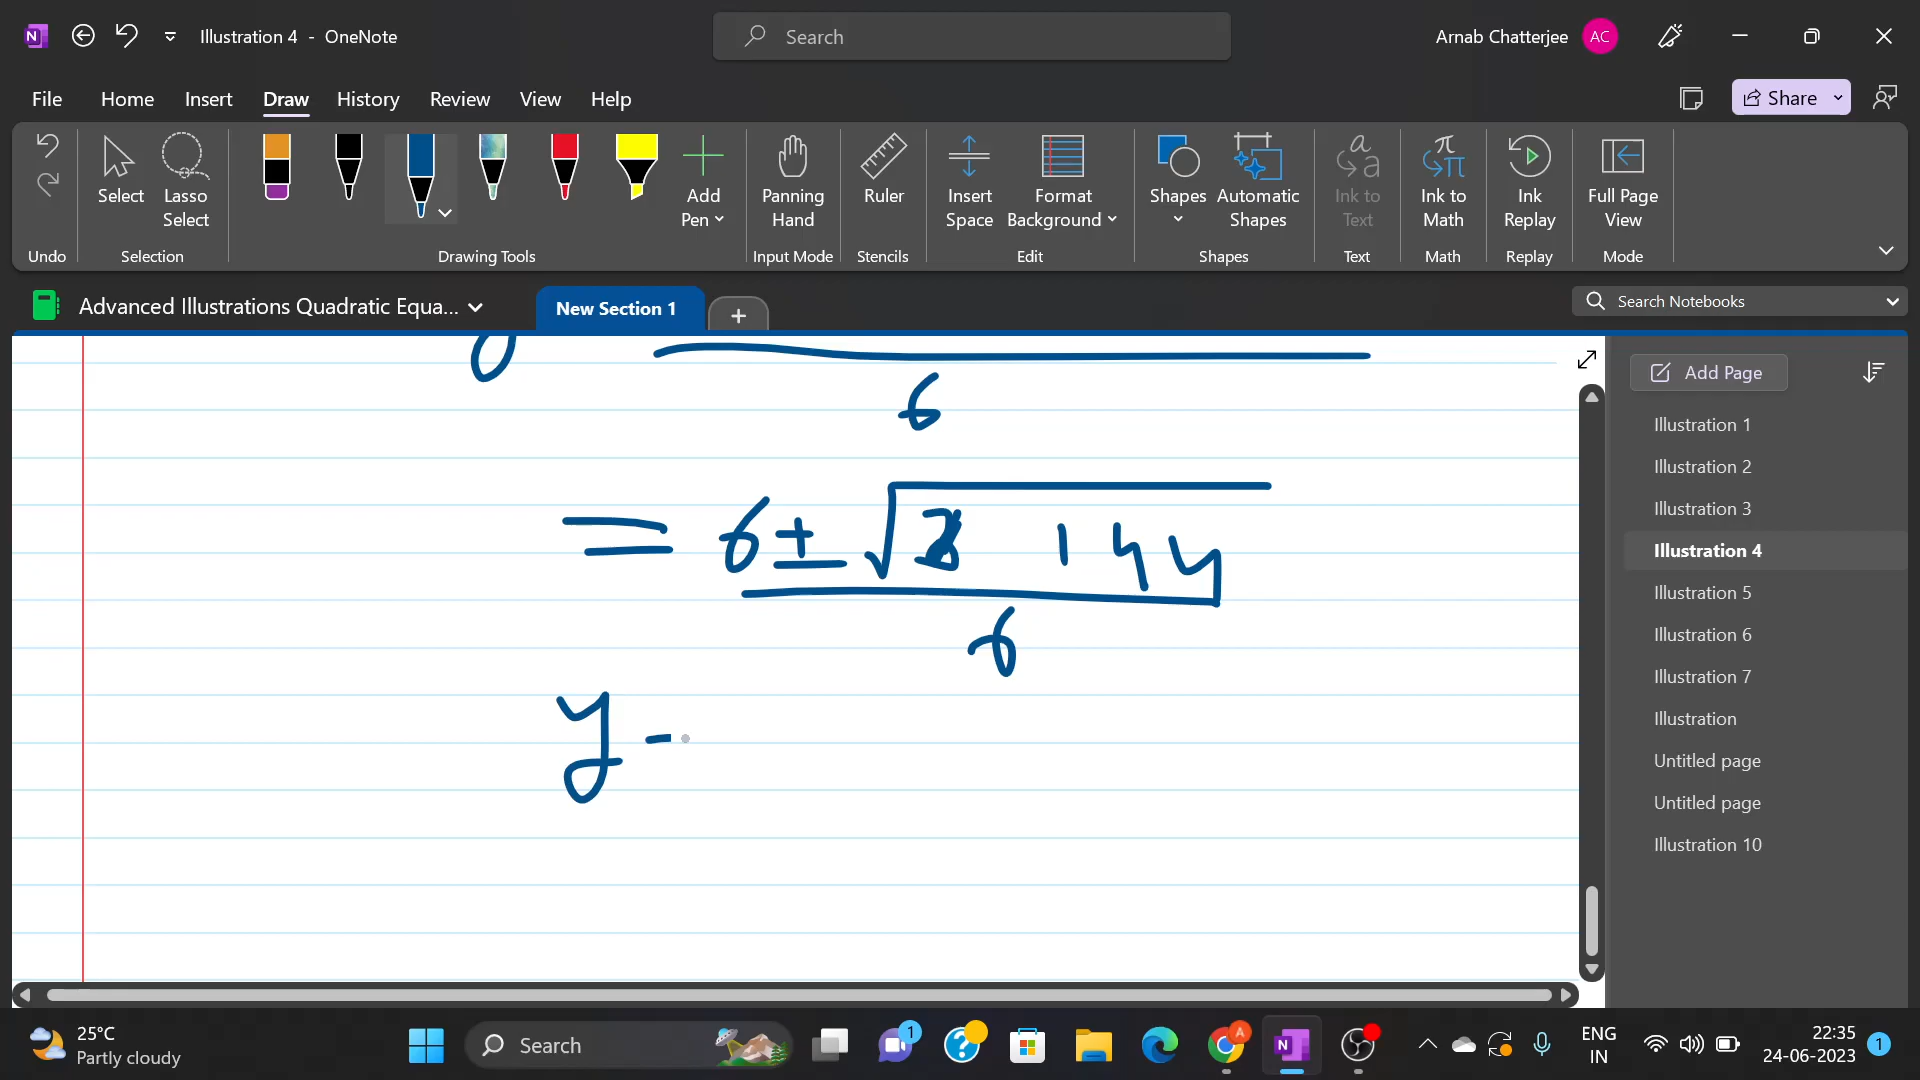 Illustration 4 - OneNote
Search
Arnab Chatterjee AC
File Home Insert Draw History Review View Help
Share
Select
Lasso Select
Add Pen
Panning Hand
Ruler
Insert Space
Format Background
Shapes
Automatic Shapes
Ink to Text
Ink to Math
Ink Replay
Full Page View
Undo Selection Drawing Tools Input Mode Stencils Edit Shapes Text Math Replay Mode
Advanced Illustrations Quadratic Equa...
New Section 1
+
Search Notebooks
Add Page
Illustration 1
Illustration 2
Illustration 3
Illustration 4
Illustration 5
Illustration 6
Illustration 7
Illustration
Untitled page
Untitled page
Illustration 10
6
= 6 ± √ 144
6
y -
25°C
Partly cloudy
Search
1
A
ENG
IN
22:35
24-06-2023
1